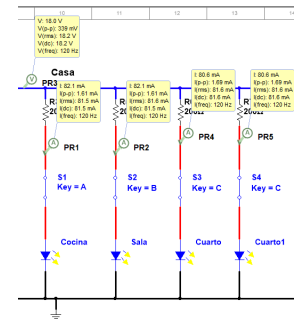 10
11
12
13
14
V: 18.0 V
V(p-p): 339 mV
V(rms): 18.2 V
V(dc): 18.2 V
V(freq): 120 Hz
Casa
PR3
V
I: 82.1 mA
I(p-p): 1.61 mA
I(rms): 81.5 mA
I(dc): 81.5 mA
I(freq): 120 Hz
I: 82.1 mA
I(p-p): 1.61 mA
I(rms): 81.6 mA
I(dc): 81.6 mA
I(freq): 120 Hz
I: 80.6 mA
I(p-p): 1.69 mA
I(rms): 81.6 mA
I(dc): 81.6 mA
I(freq): 120 Hz
I: 80.6 mA
I(p-p): 1.69 mA
I(rms): 81.6 mA
I(dc): 81.6 mA
I(freq): 120 Hz
A
PR1
A
PR2
A
PR4
A
PR5
S1
Key = A
S2
Key = B
S3
Key = C
S4
Key = C
Cocina
Sala
Cuarto
Cuarto1